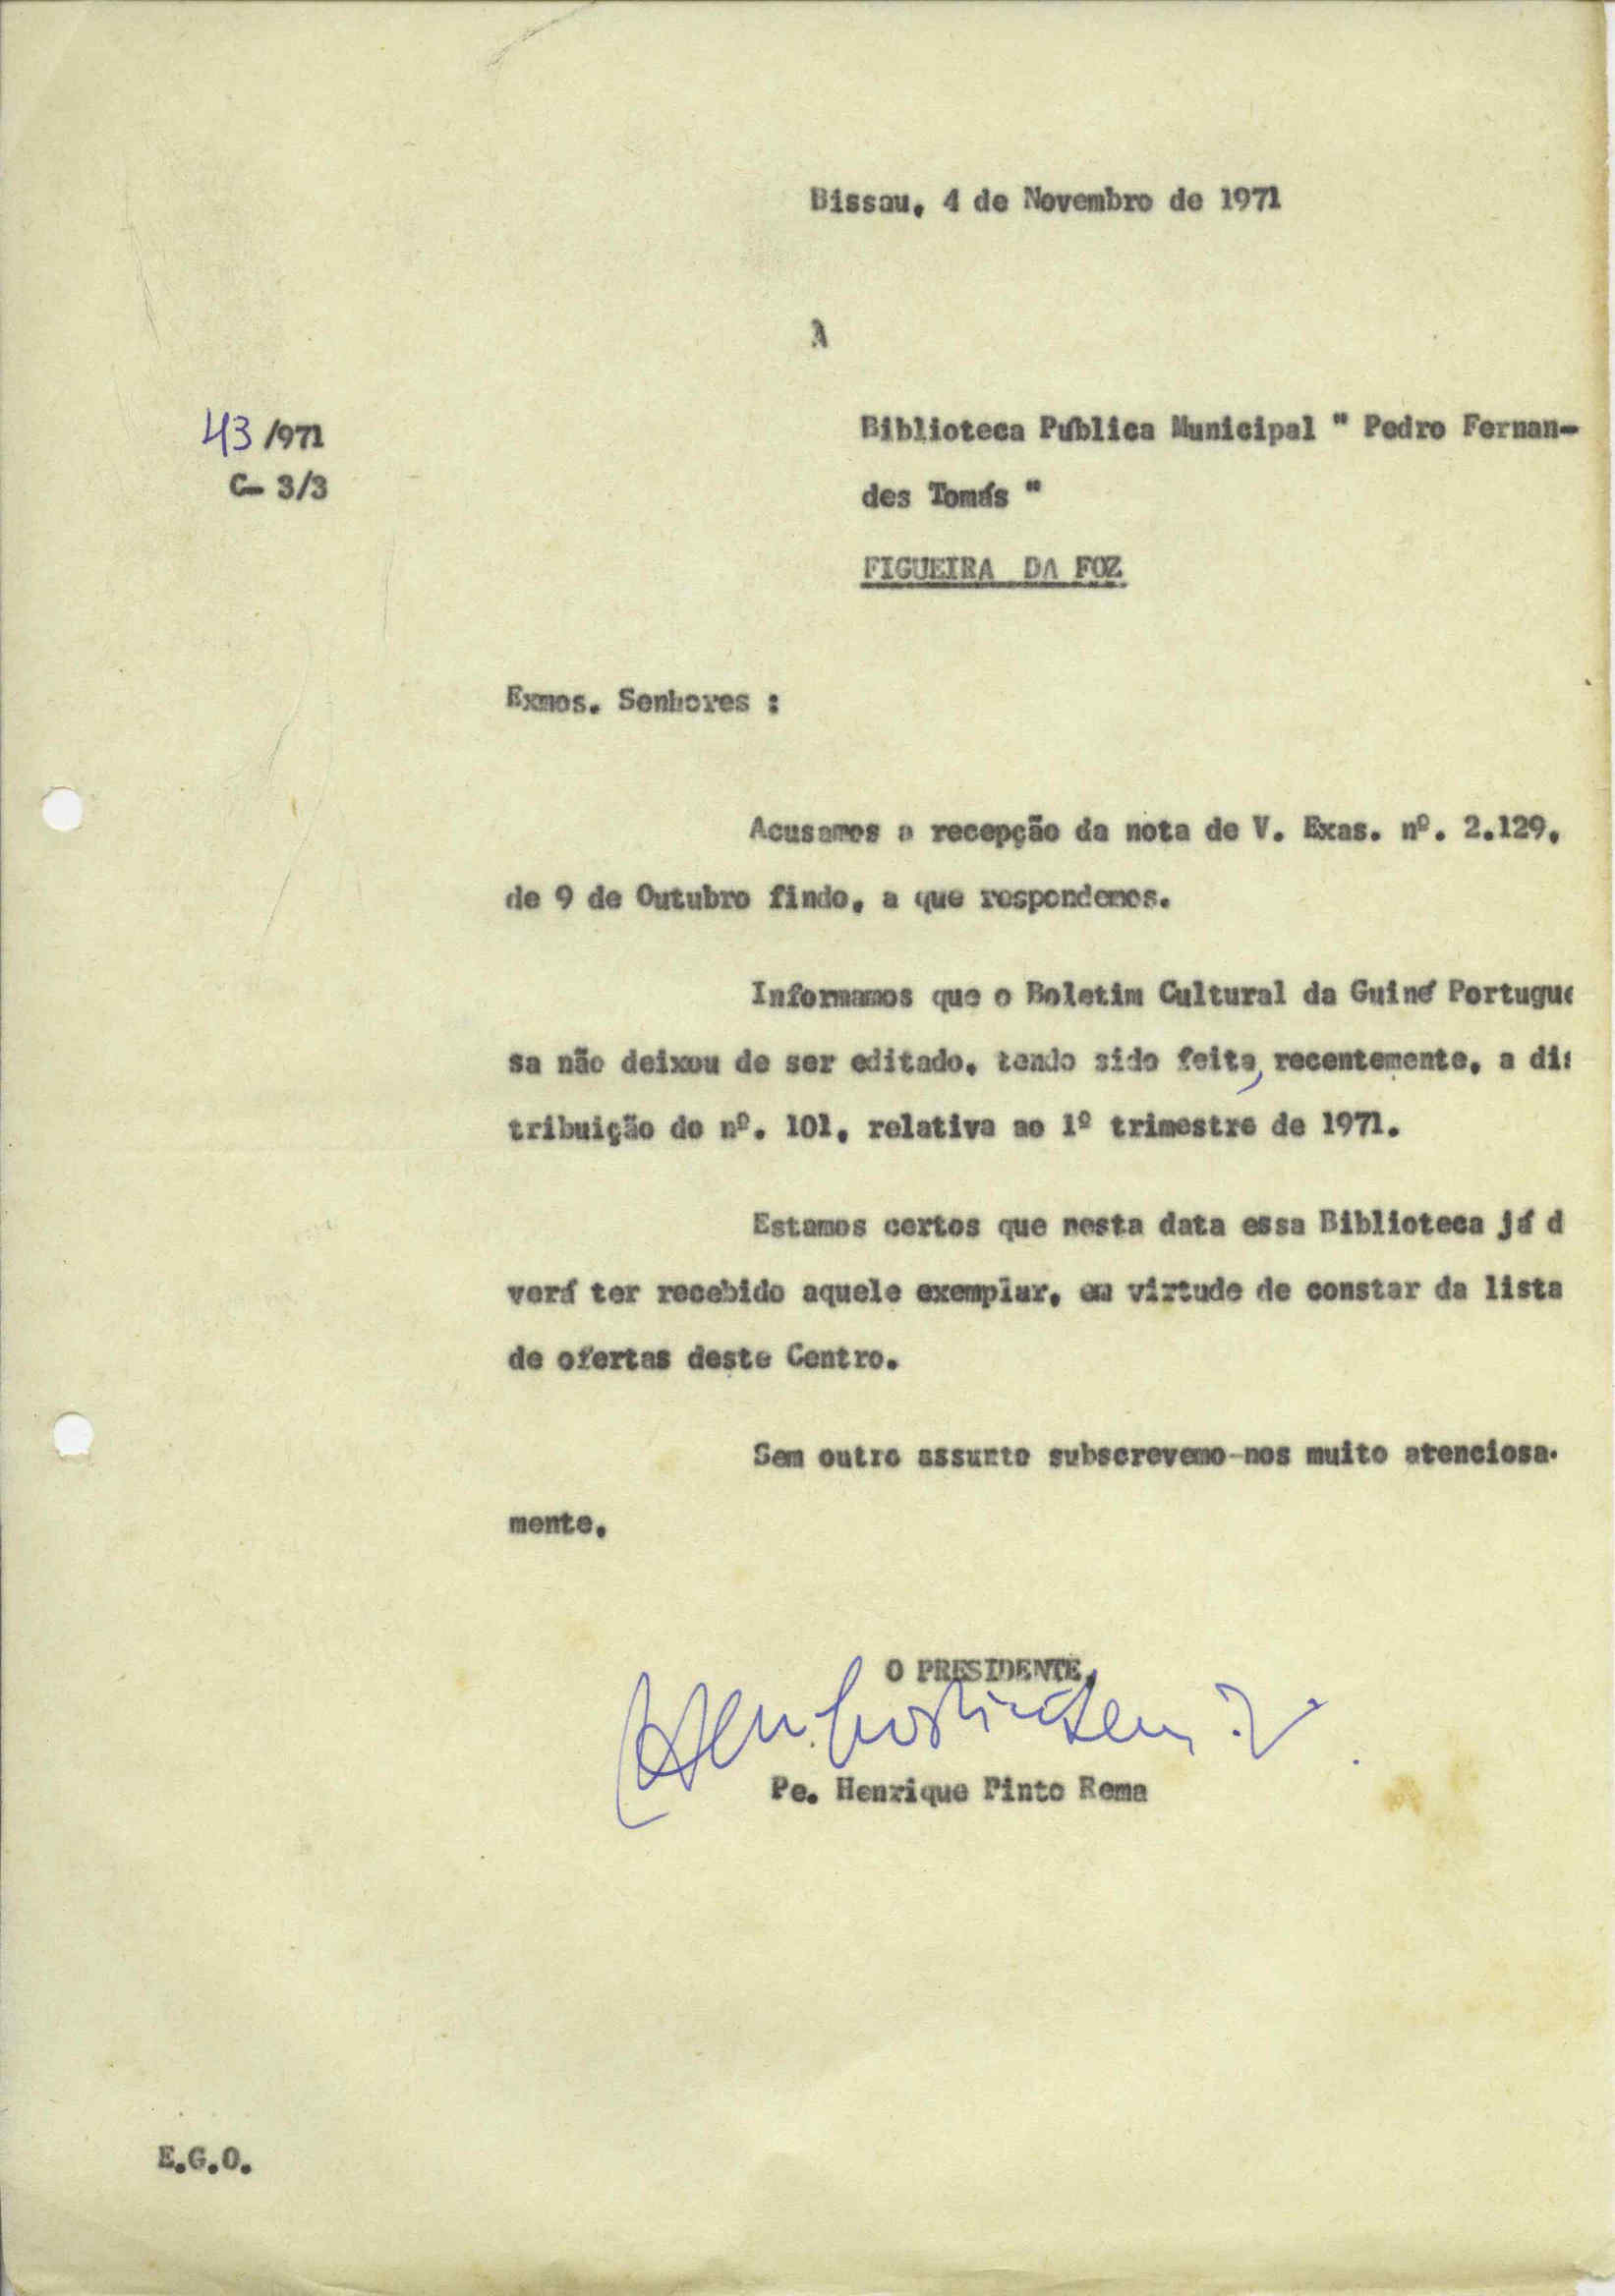 Bissau, 4 de Novembro de 1971
À
43/971
C- 3/3
Biblioteca Pública Municipal " Pedro Fernan-
des Tomás "
FIGUEIRA DA FOZ
Exmos. Senhores :
Acusamos a recepção da nota de V. Exas. nº. 2.129,
de 9 de Outubro findo, a que respondemos.
Informamos que o Boletim Cultural da Guiné Portugue
sa não deixou de ser editado, tendo sido feita, recentemente, a dis
tribuição do nº. 101, relativa ao 1º trimestre de 1971.
Estamos certos que nesta data essa Biblioteca já d
verá ter recebido aquele exemplar, em virtude de constar da lista
de ofertas deste Centro.
Sem outro assunto subscrevemo-nos muito atenciosa-
mente,
O PRESIDENTE,
Pe. Henrique Pinto Rema
E.G.O.